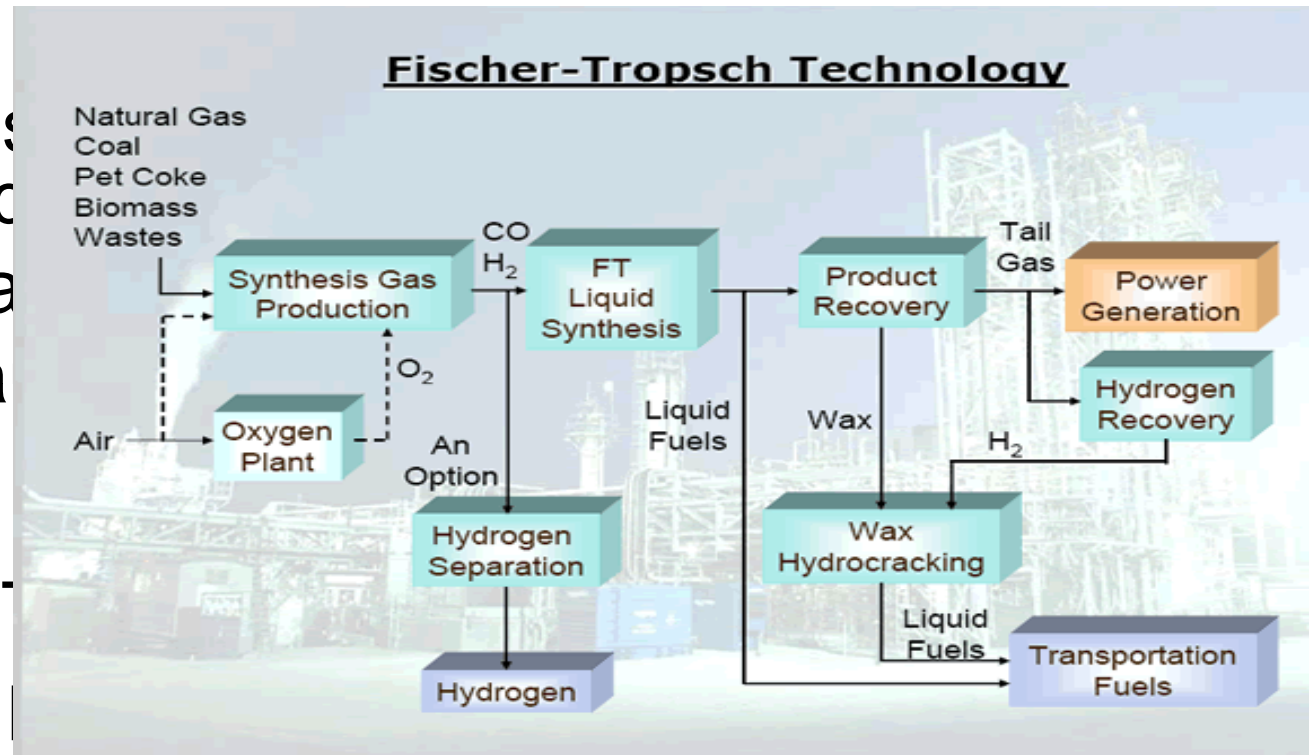 Fischer-Tropsch Technology
Natural Gas
Coal
Pet Coke
Biomass
Wastes
Synthesis Gas
Production
CO
H₂
FT
Liquid
Synthesis
Product
Recovery
Tail
Gas
Power
Generation
Hydrogen
Recovery
Air
Oxygen
Plant
O₂
An
Option
Liquid
Fuels
Wax
H₂
Hydrogen
Separation
Wax
Hydrocracking
Liquid
Fuels
Hydrogen
Transportation
Fuels